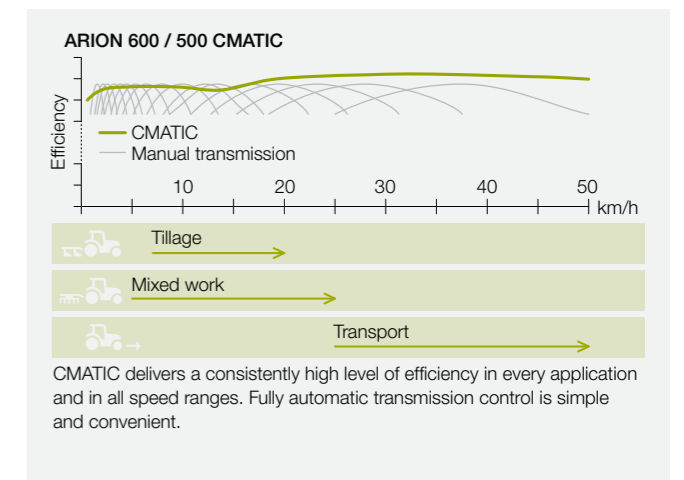 ARION 600 / 500 CMATIC
Efficiency
CMATIC
Manual transmission
10 20 30 40 50
km/h
Tillage
Mixed work
Transport
CMATIC delivers a consistently high level of efficiency in every application
and in all speed ranges. Fully automatic transmission control is simple
and convenient.